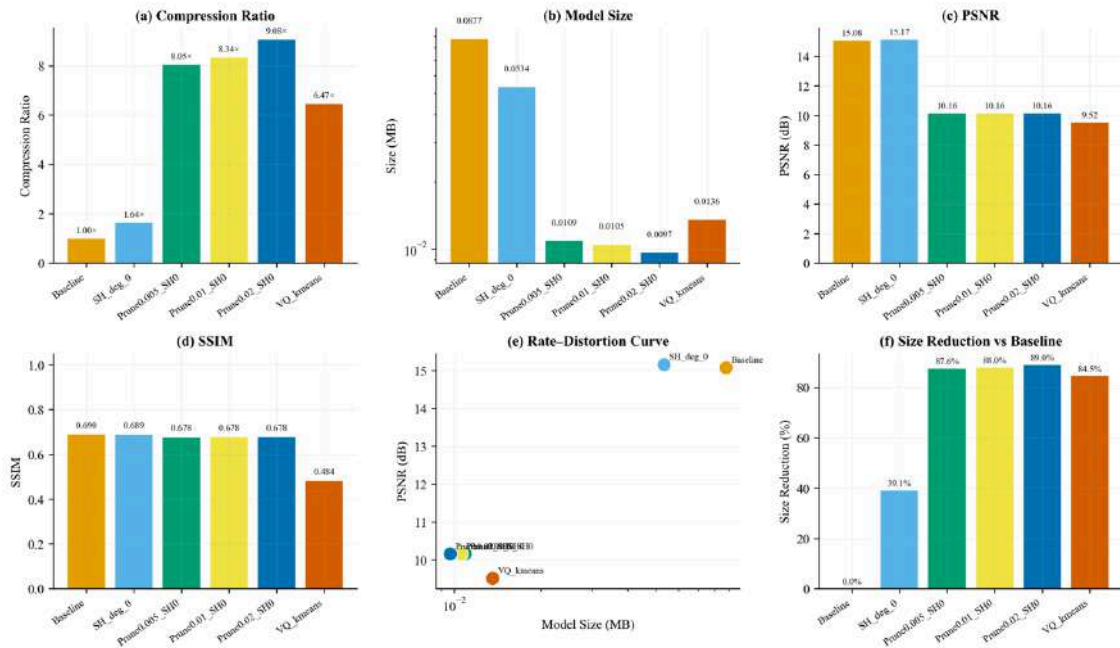 (a) Compression Ratio
Compression Ratio
8
6
4
2
0
1.00×
1.64×
8.05×
8.34×
9.08×
6.47×
Baseline
SH_deg_0
Prune0.005_SH0
Prune0.01_SH0
Prune0.02_SH0
VQ_kmeans
(b) Model Size
Size (MB)
10⁻²
0.0877
0.0534
0.0109
0.0105
0.0097
0.0136
Baseline
SH_deg_0
Prune0.005_SH0
Prune0.01_SH0
Prune0.02_SH0
VQ_kmeans
(c) PSNR
PSNR (dB)
14
12
10
8
6
4
2
0
15.08
15.17
10.16
10.16
10.16
9.52
Baseline
SH_deg_0
Prune0.005_SH0
Prune0.01_SH0
Prune0.02_SH0
VQ_kmeans
(d) SSIM
SSIM
1.0
0.8
0.6
0.4
0.2
0.0
0.690
0.689
0.678
0.678
0.678
0.484
Baseline
SH_deg_0
Prune0.005_SH0
Prune0.01_SH0
Prune0.02_SH0
VQ_kmeans
(e) Rate–Distortion Curve
PSNR (dB)
15
14
13
12
11
10
SH_deg_0
Baseline
VQ_kmeans
10⁻²
Model Size (MB)
(f) Size Reduction vs Baseline
Size Reduction (%)
80
60
40
20
0
0.0%
39.1%
87.6%
88.0%
89.0%
84.5%
Baseline
SH_deg_0
Prune0.005_SH0
Prune0.01_SH0
Prune0.02_SH0
VQ_kmeans